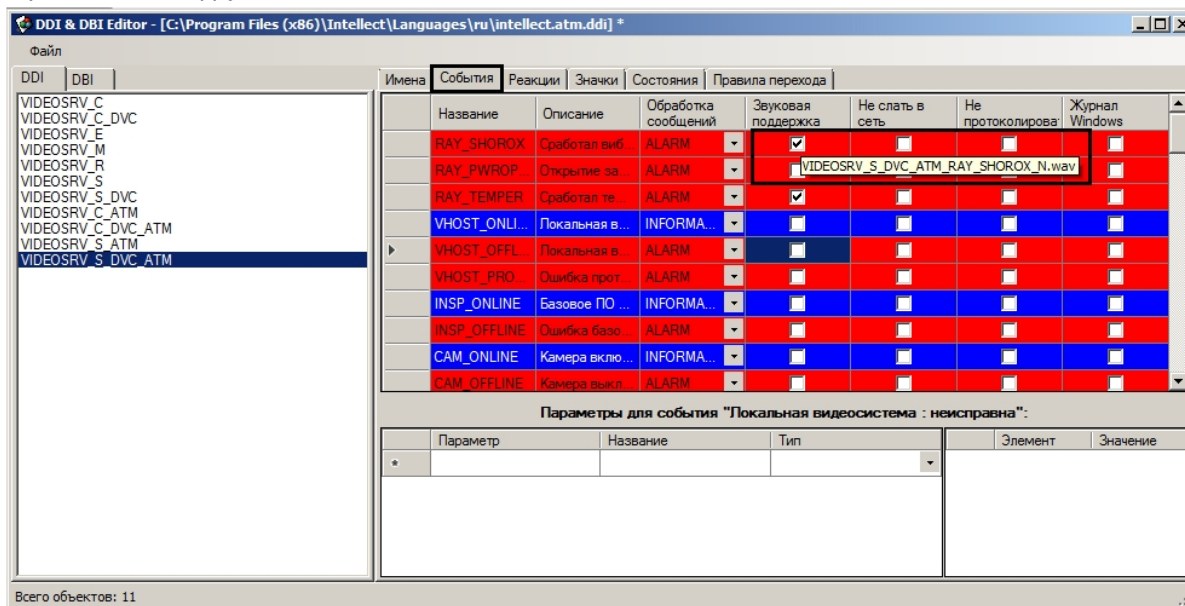 DDI & DBI Editor - [C:\Program Files (x86)\Intellect\Languages\ru\intellect.atm.ddi] *
Файл
DDI DBI
VIDEOSRV_C
VIDEOSRV_C_DVC
VIDEOSRV_E
VIDEOSRV_M
VIDEOSRV_R
VIDEOSRV_S
VIDEOSRV_S_DVC
VIDEOSRV_C_ATM
VIDEOSRV_C_DVC_ATM
VIDEOSRV_S_ATM
VIDEOSRV_S_DVC_ATM
Имена События Реакции Значки Состояния Правила перехода
Название Описание Обработка сообщений Звуковая поддержка Не слать в сеть Не протоколироват Журнал Windows
RAY_SHOROX Сработал виб... ALARM
VIDEOSRV_S_DVC_ATM_RAY_SHOROX_N.wav
RAY_PWROP... Открытие за... ALARM
RAY_TEMPER Сработал те... ALARM
VHOST_ONLI... Локальная в... INFORMA...
VHOST_OFFL... Локальная в... ALARM
VHOST_PRO... Ошибка прот... ALARM
INSP_ONLINE Базовое ПО ... INFORMA...
INSP_OFFLINE Ошибка базо... ALARM
CAM_ONLINE Камера вклю... INFORMA...
CAM_OFFLINE Камера выкл... ALARM
Параметры для события "Локальная видеосистема : неисправна":
Параметр Название Тип Элемент Значение
Всего объектов: 11